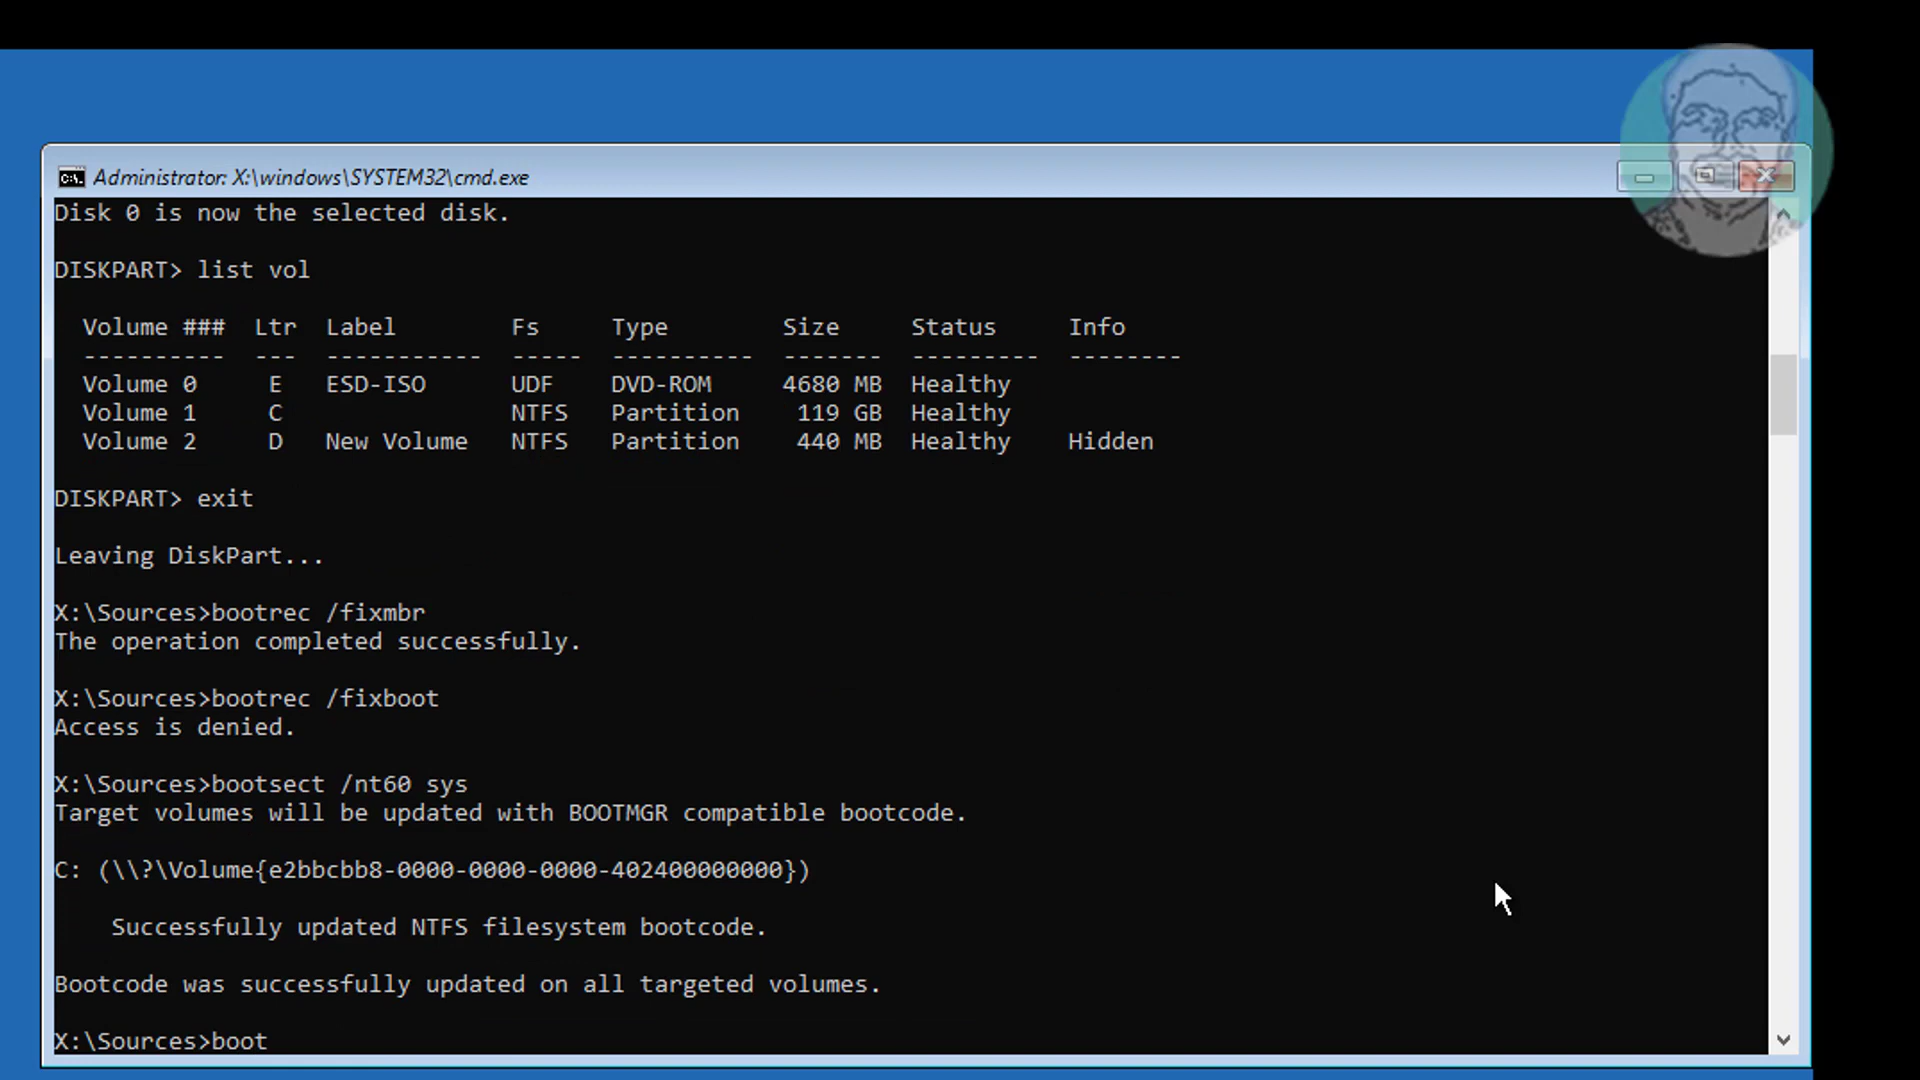 Administrator: X:\windows\SYSTEM32\cmd.exe
Disk 0 is now the selected disk.
DISKPART> list vol
Volume ### Ltr Label Fs Type Size Status Info
---------- --- ----------- ----- ---------- ------- --------- --------
Volume 0 E ESD-ISO UDF DVD-ROM 4680 MB Healthy
Volume 1 C NTFS Partition 119 GB Healthy
Volume 2 D New Volume NTFS Partition 440 MB Healthy Hidden
DISKPART> exit
Leaving DiskPart...
X:\Sources>bootrec /fixmbr
The operation completed successfully.
X:\Sources>bootrec /fixboot
Access is denied.
X:\Sources>bootsect /nt60 sys
Target volumes will be updated with BOOTMGR compatible bootcode.
C: (\\?\Volume{e2bbcbb8-0000-0000-0000-402400000000})
Successfully updated NTFS filesystem bootcode.
Bootcode was successfully updated on all targeted volumes.
X:\Sources>boot